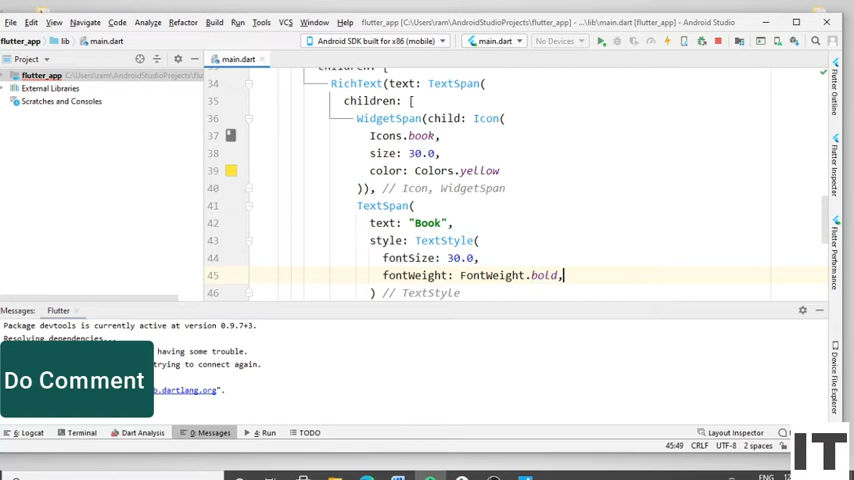 File Edit View Navigate Code Analyze Refactor Build Run Tools VCS Window Help flutter_app [C:\Users\ram\AndroidStudioProjects\flutter_app] - ...\lib\main.dart [flutter_app] - Android Studio
flutter_app lib main.dart Android SDK built for x86 (mobile) main.dart No Devices
Project main.dart
flutter_app C:\Users\ram\AndroidStudioProjects\flu
External Libraries
Scratches and Consoles
children: [
34 RichText(text: TextSpan(
35 children: [
36 WidgetSpan(child: Icon(
37 Icons.book,
38 size: 30.0,
39 color: Colors.yellow
40 )), // Icon, WidgetSpan
41 TextSpan(
42 text: "Book",
43 style: TextStyle(
44 fontSize: 30.0,
45 fontWeight: FontWeight.bold,
46 ) // TextStyle
Flutter Outline
Flutter Inspector
Flutter Performance
Device File Explorer
Messages: Flutter
Package devtools is currently active at version 0.9.7+3.
Resolving dependencies...
having some trouble.
trying to connect again.
b.dartlang.org".
Do Comment
6: Logcat Terminal Dart Analysis 0: Messages 4: Run TODO Layout Inspector
45:49 CRLF UTF-8 2 spaces
IT
ENG